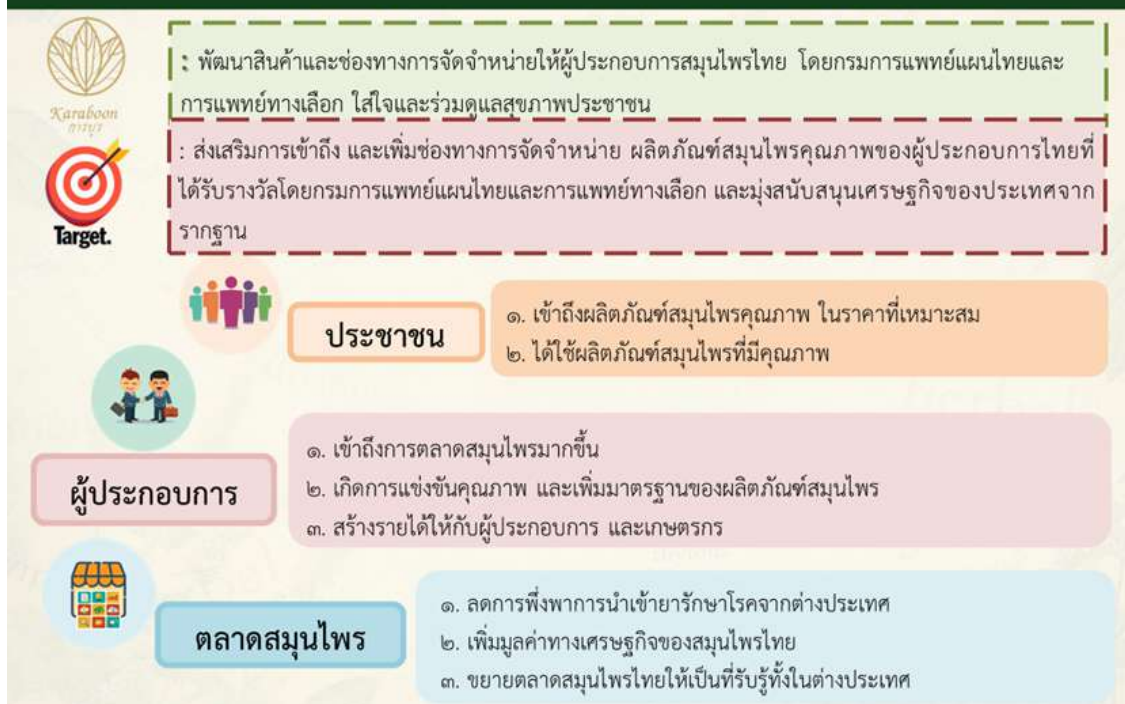 Karaboon
การบูร
: พัฒนาสินค้าและช่องทางการจัดจำหน่ายให้ผู้ประกอบการสมุนไพรไทย โดยกรมการแพทย์แผนไทยและ
การแพทย์ทางเลือก ใส่ใจและร่วมดูแลสุขภาพประชาชน
Target.
: ส่งเสริมการเข้าถึง และเพิ่มช่องทางการจัดจำหน่าย ผลิตภัณฑ์สมุนไพรคุณภาพของผู้ประกอบการไทยที่
ได้รับรางวัลโดยกรมการแพทย์แผนไทยและการแพทย์ทางเลือก และมุ่งสนับสนุนเศรษฐกิจของประเทศจาก
รากฐาน
ประชาชน
๑. เข้าถึงผลิตภัณฑ์สมุนไพรคุณภาพ ในราคาที่เหมาะสม
๒. ได้ใช้ผลิตภัณฑ์สมุนไพรที่มีคุณภาพ
ผู้ประกอบการ
๑. เข้าถึงการตลาดสมุนไพรมากขึ้น
๒. เกิดการแข่งขันคุณภาพ และเพิ่มมาตรฐานของผลิตภัณฑ์สมุนไพร
๓. สร้างรายได้ให้กับผู้ประกอบการ และเกษตรกร
ตลาดสมุนไพร
๑. ลดการพึ่งพาการนำเข้ายารักษาโรคจากต่างประเทศ
๒. เพิ่มมูลค่าทางเศรษฐกิจของสมุนไพรไทย
๓. ขยายตลาดสมุนไพรไทยให้เป็นที่รับรู้ทั้งในต่างประเทศ